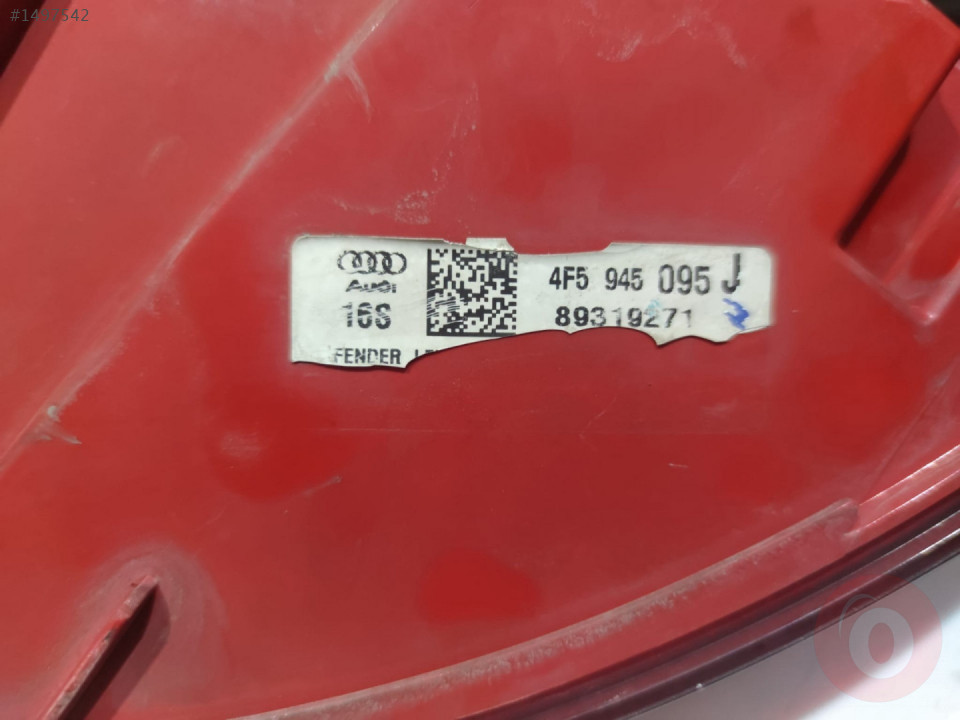 Audi
16S
4F5 945 095 J
89319271
FENDER
O